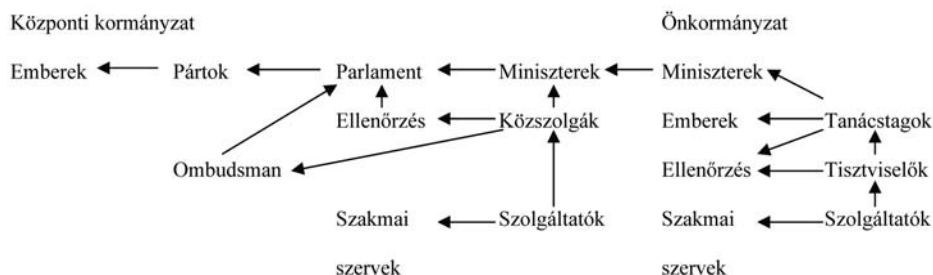 Központi kormányzat Önkormányzat
Emberek Pártok Parlament Miniszterek Miniszterek
Ellenőrzés Közszolgák Emberek Tanácstagok
Ombudsman Ellenőrzés Tisztviselők
Szakmai Szolgáltatók Szakmai Szolgáltatók
szervek szervek